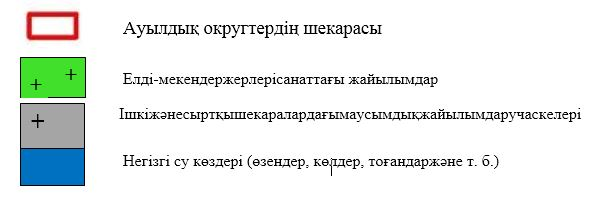 Ауылдық округтердің шекарасы
Елді-мекендержерлерісанаттағы жайылымдар
Ішкіжәнесыртқышекаралардағымаусымдықжайылымдаручаскелері
Негізгі су көздері (өзендер, көлдер, тоғандаржәне т. б.)